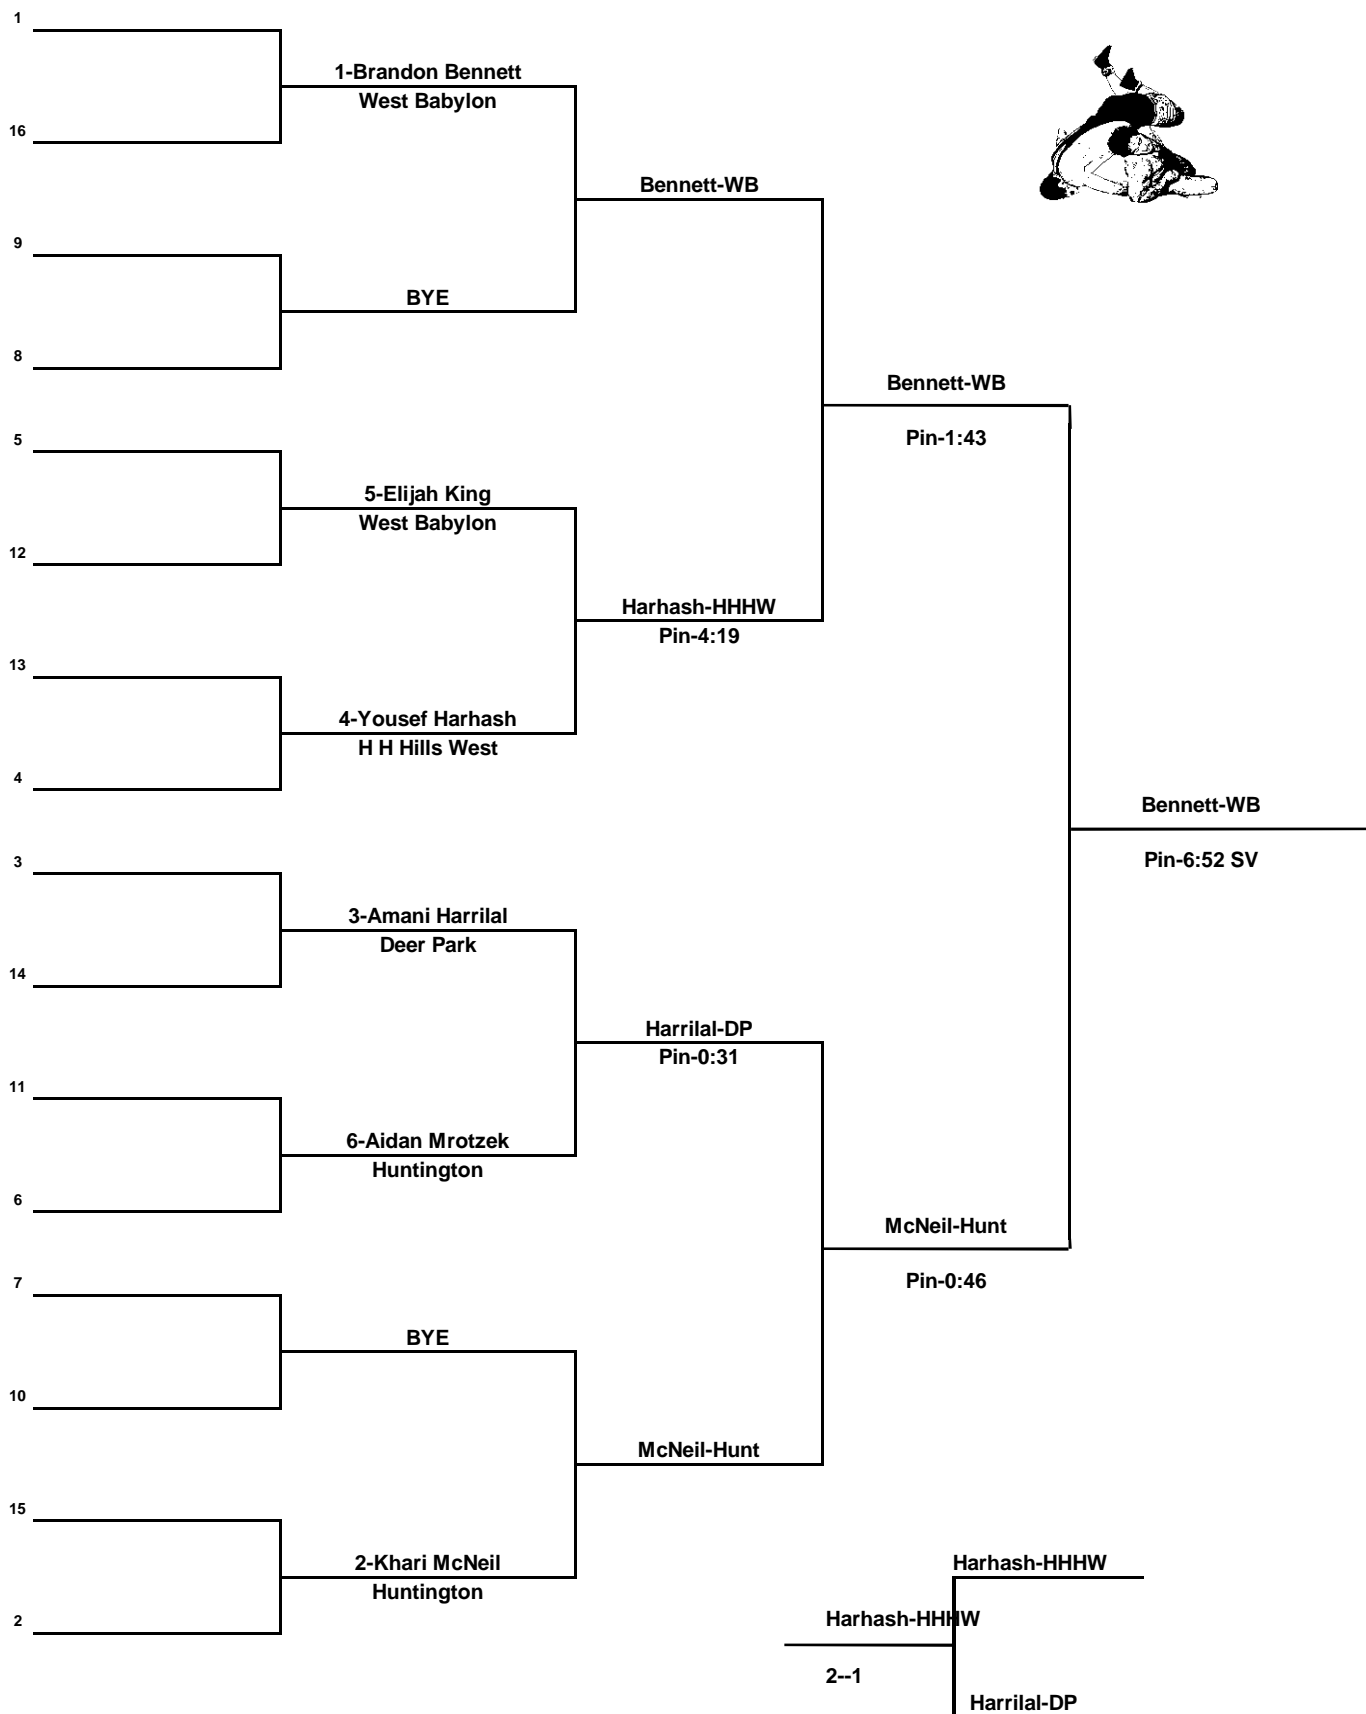 1
1-Brandon Bennett
West Babylon
16
Bennett-WB
9
BYE
8
Bennett-WB
Pin-1:43
5
5-Elijah King
West Babylon
12
Harhash-HHHW
Pin-4:19
13
4-Yousef Harhash
H H Hills West
4
Bennett-WB
Pin-6:52 SV
3
3-Amani Harrilal
Deer Park
14
Harrilal-DP
Pin-0:31
11
6-Aidan Mrotzek
Huntington
6
McNeil-Hunt
Pin-0:46
7
BYE
10
McNeil-Hunt
15
2-Khari McNeil
Huntington
2
Harhash-HHHW
Harhash-HHHW
2--1
Harrilal-DP